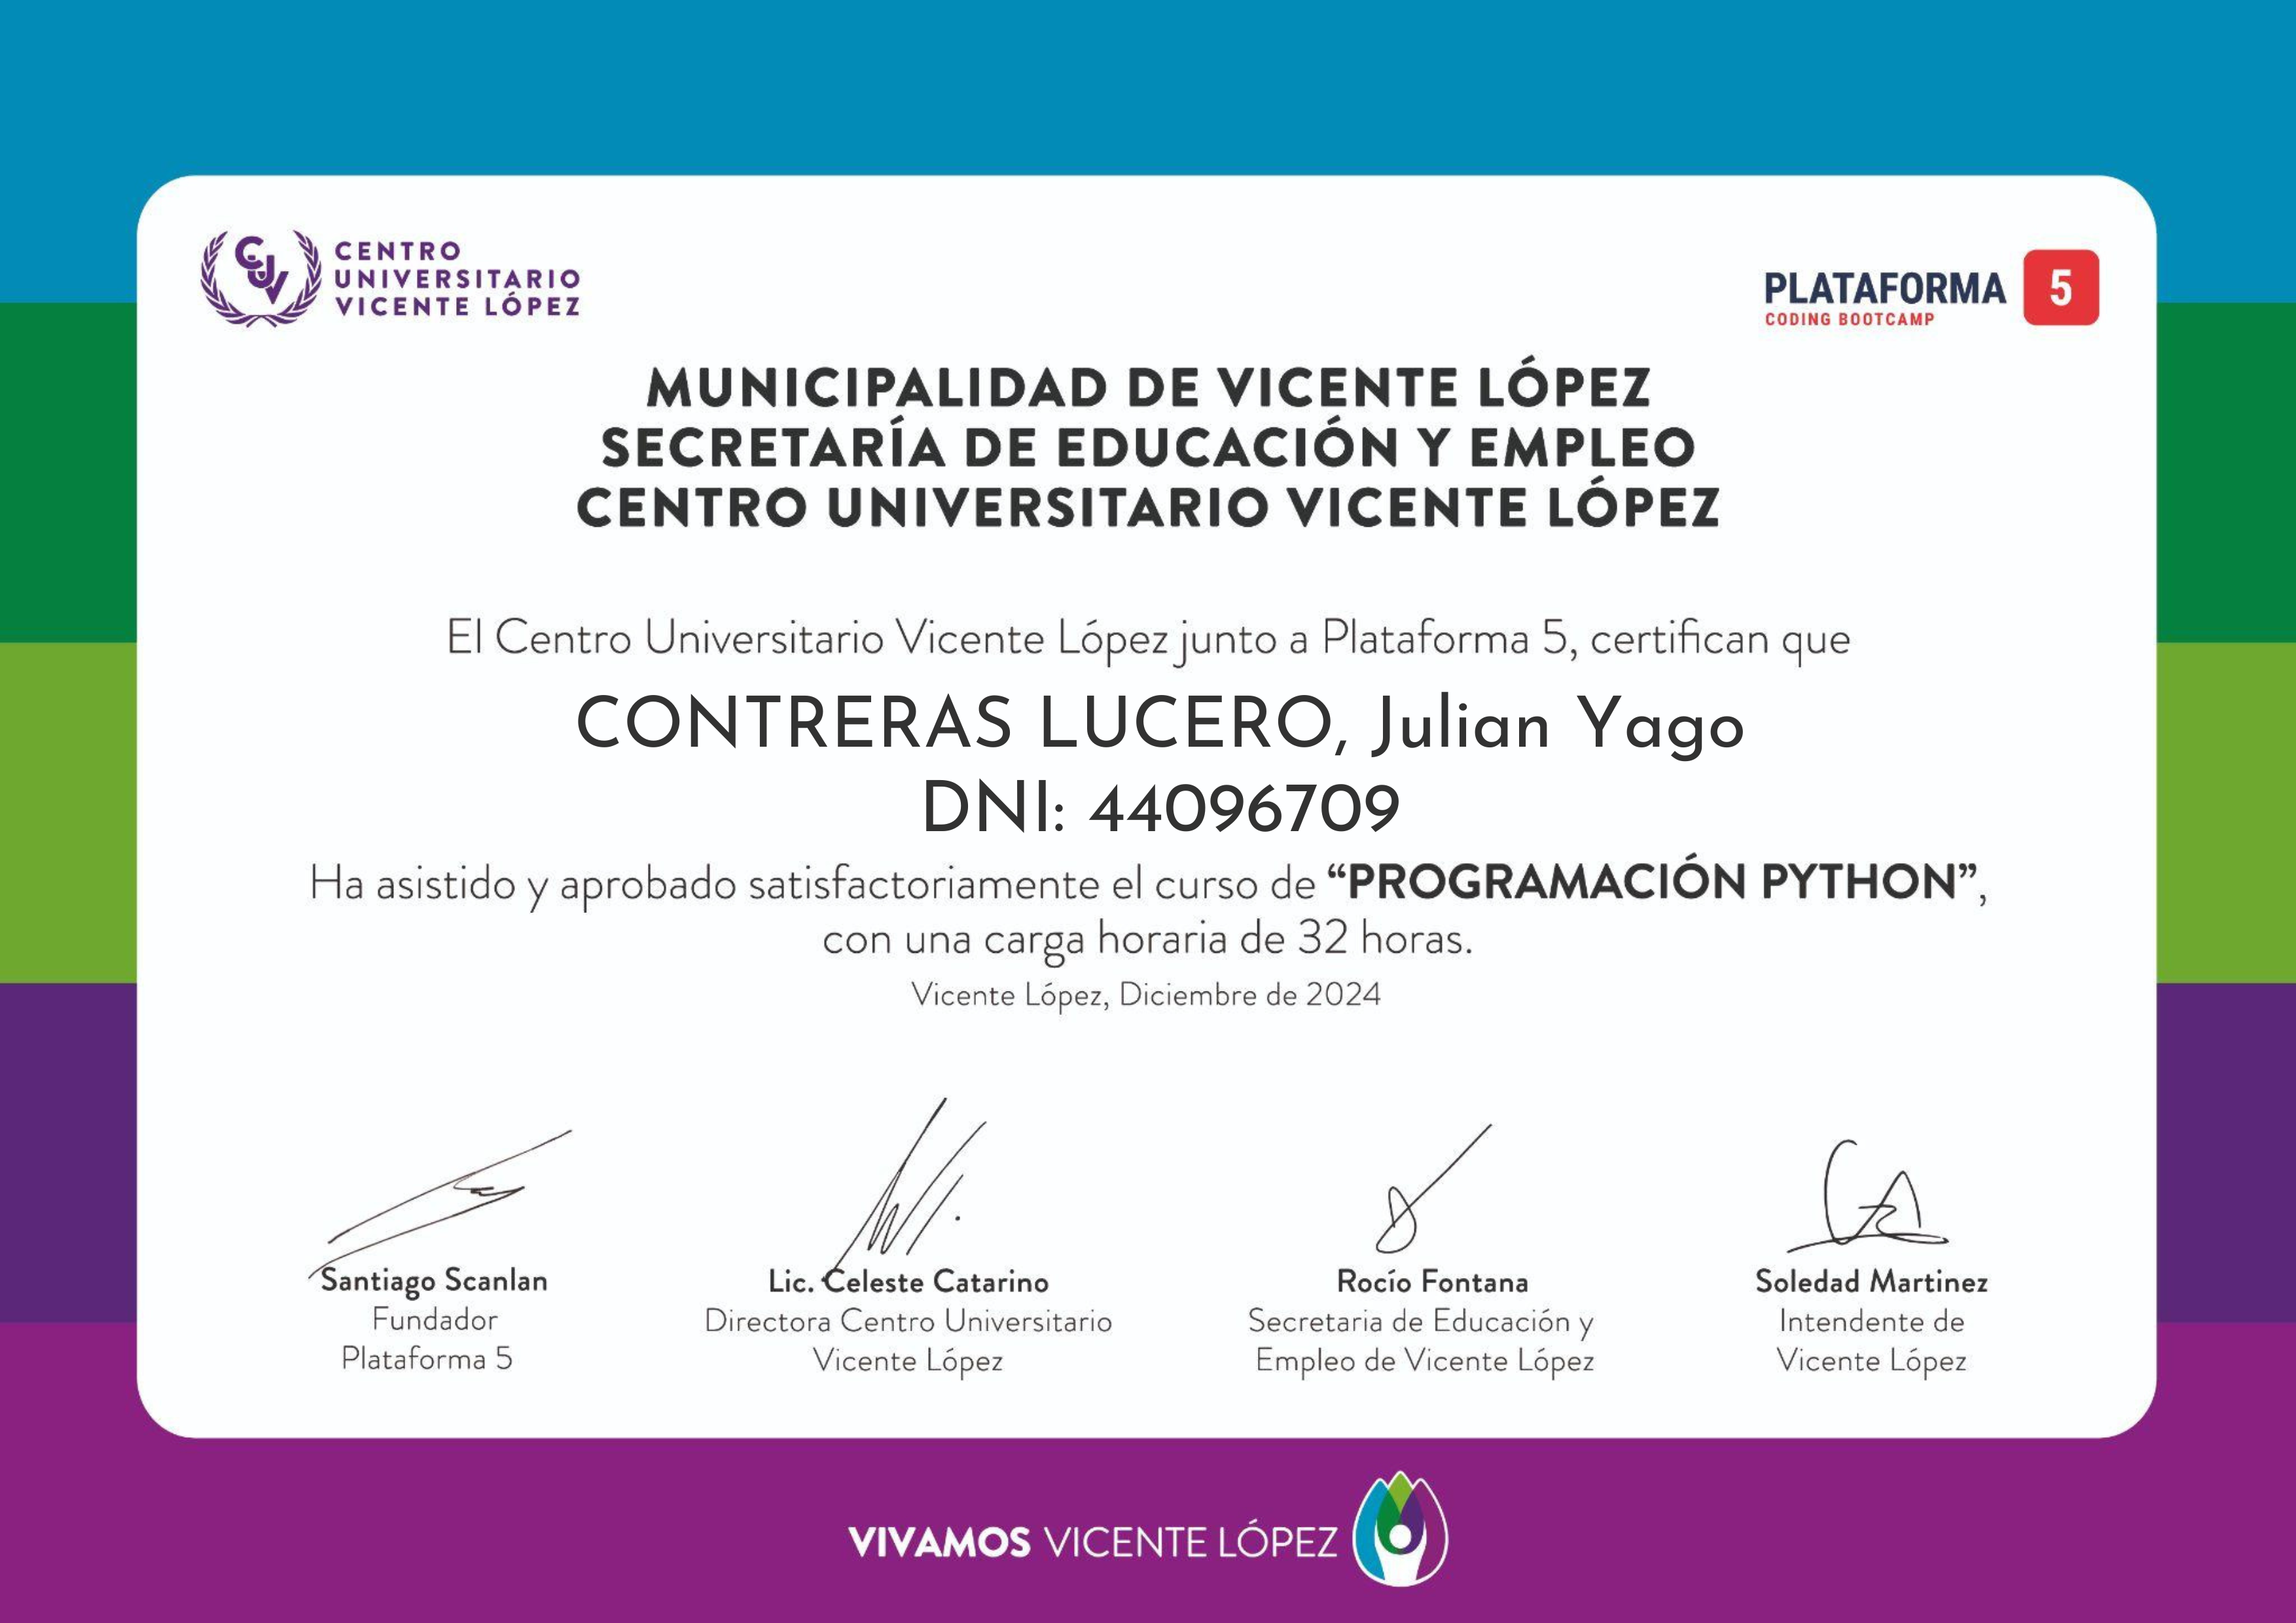 CUV
CENTRO
UNIVERSITARIO
VICENTE LÓPEZ
PLATAFORMA 5
CODING BOOTCAMP
MUNICIPALIDAD DE VICENTE LÓPEZ
SECRETARÍA DE EDUCACIÓN Y EMPLEO
CENTRO UNIVERSITARIO VICENTE LÓPEZ
El Centro Universitario Vicente López junto a Plataforma 5, certifican que
CONTRERAS LUCERO, Julian Yago
DNI: 44096709
Ha asistido y aprobado satisfactoriamente el curso de “PROGRAMACIÓN PYTHON”,
con una carga horaria de 32 horas.
Vicente López, Diciembre de 2024
Santiago Scanlan
Fundador
Plataforma 5
Lic. Celeste Catarino
Directora Centro Universitario
Vicente López
Rocío Fontana
Secretaria de Educación y
Empleo de Vicente López
Soledad Martinez
Intendente de
Vicente López
VIVAMOS VICENTE LÓPEZ